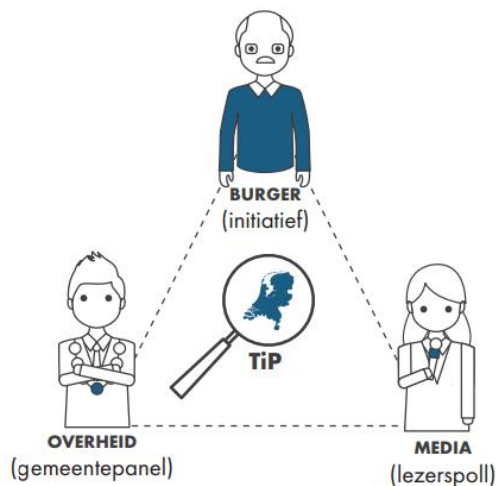 BURGER
(initiatief)
TiP
OVERHEID
(gemeentepanel)
MEDIA
(lezerspoll)